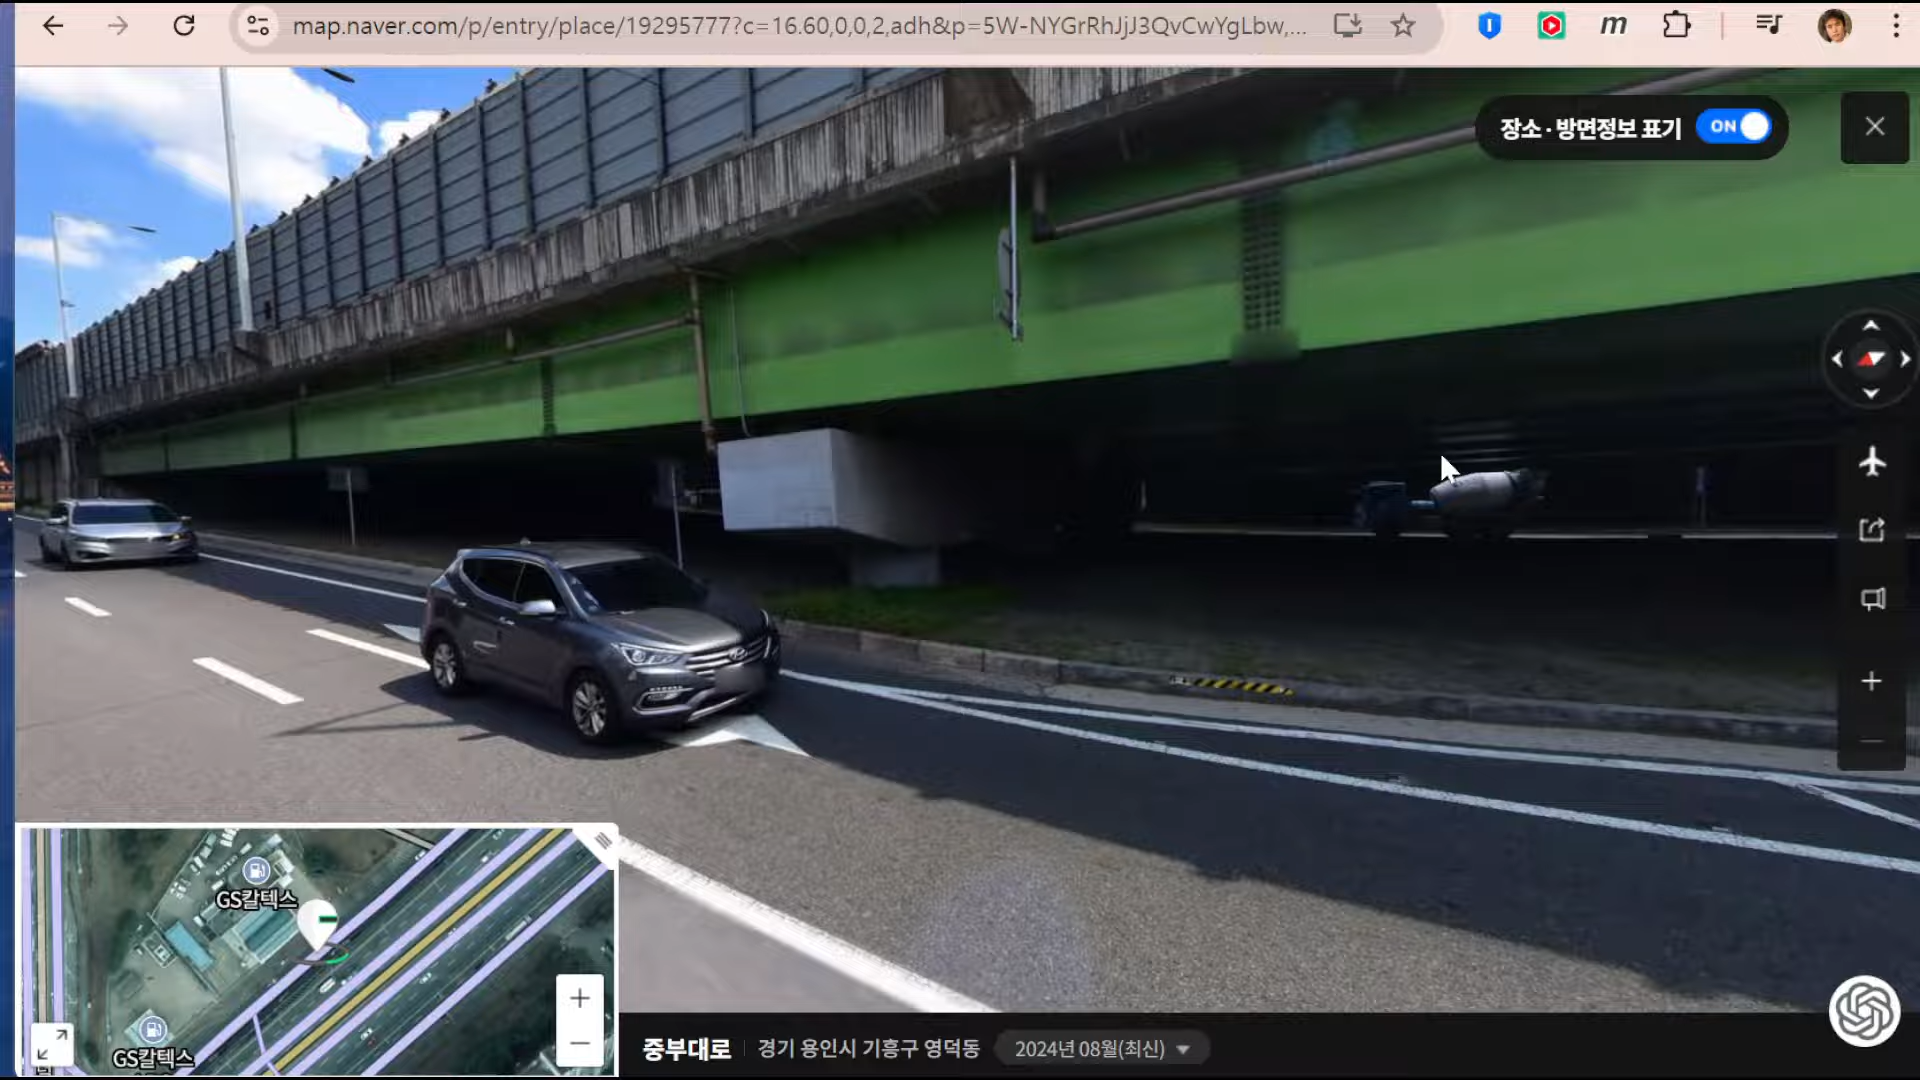 map.naver.com/p/entry/place/19295777?c=16.60,0,0,2,adh&p=5W-NYGrRhJjJ3QvCwYgLbw,...
m
장소·방면정보 표기 ON
GS칼텍스
GS칼텍스
중부대로 경기 용인시 기흥구 영덕동 2024년 08월(최신)